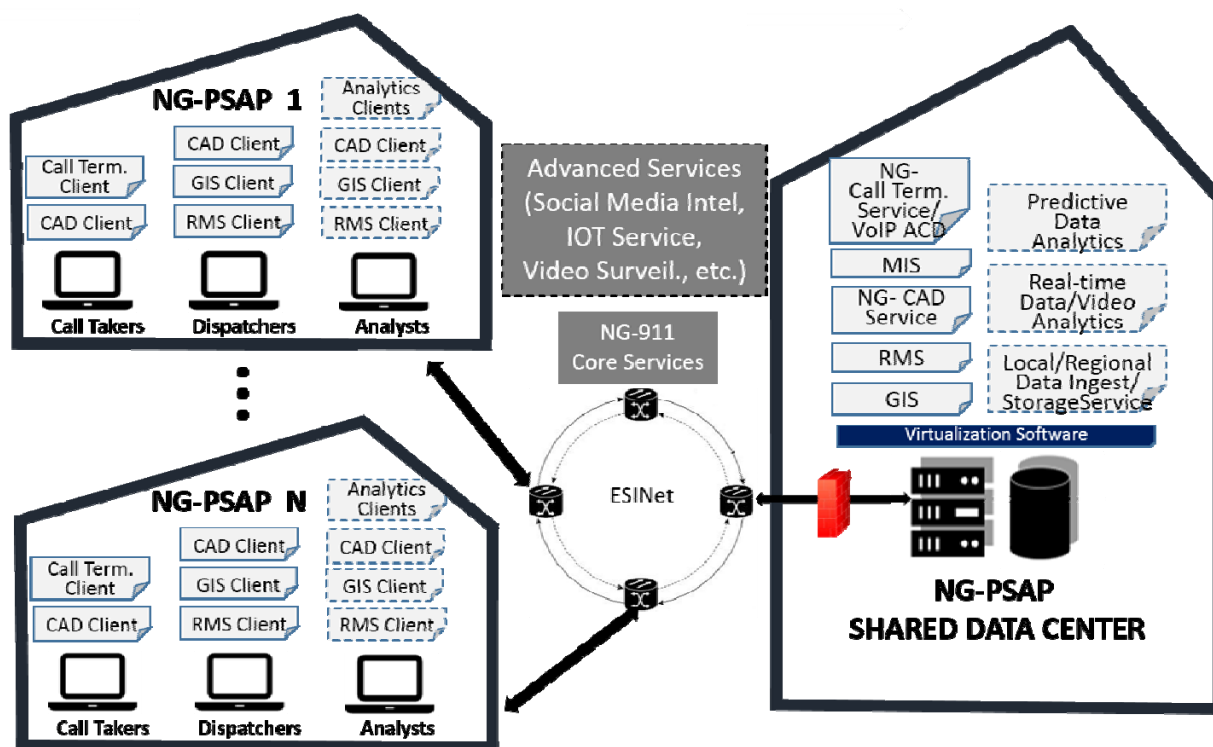 NG-PSAP 1
Call Term.
Client
CAD Client
Call Takers
CAD Client
GIS Client
RMS Client
Dispatchers
Analytics
Clients
CAD Client
GIS Client
RMS Client
Analysts
NG-PSAP N
Call Term.
Client
CAD Client
Call Takers
CAD Client
GIS Client
RMS Client
Dispatchers
Analytics
Clients
CAD Client
GIS Client
RMS Client
Analysts
Advanced Services
(Social Media Intel,
IOT Service,
Video Surveil., etc.)
NG-911
Core Services
ESINet
NG-
Call Term.
Service/
VoIP ACD
MIS
NG- CAD
Service
RMS
GIS
Predictive
Data
Analytics
Real-time
Data/Video
Analytics
Local/Regional
Data Ingest/
StorageService
Virtualization Software
NG-PSAP
SHARED DATA CENTER